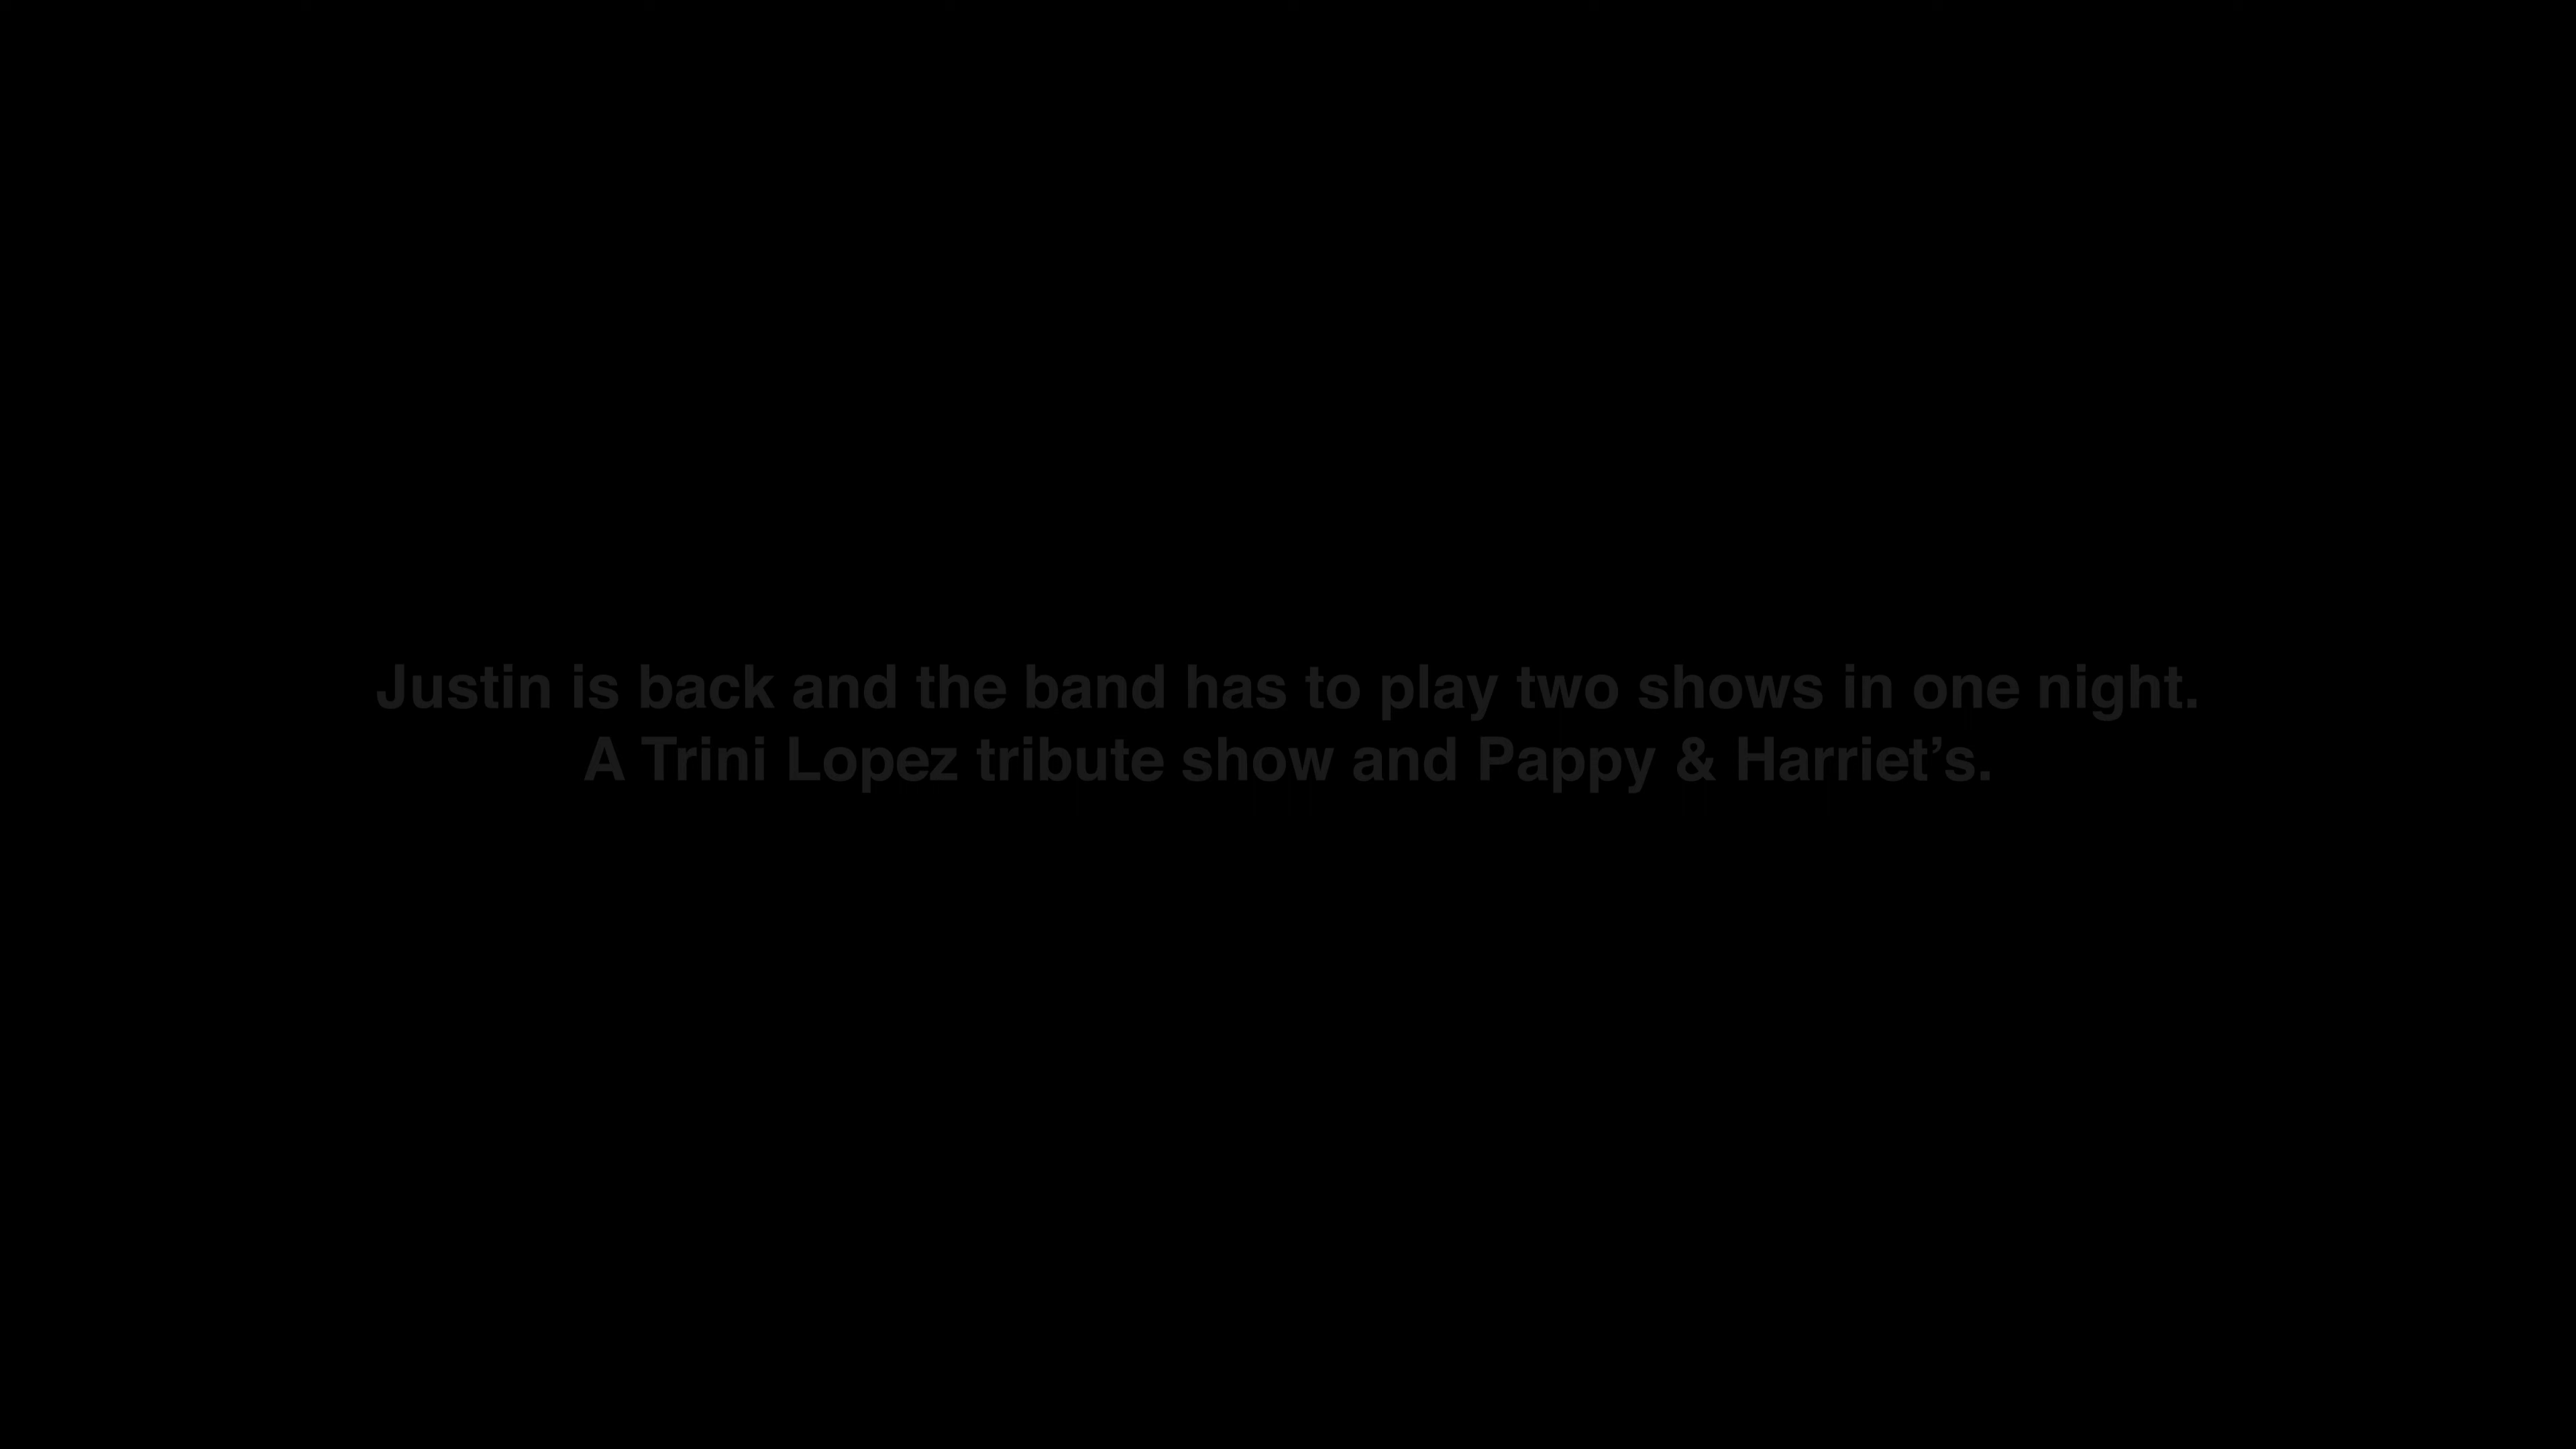 Justin is back and the band has to play two shows in one night.
A Trini Lopez tribute show and Pappy & Harriet’s.